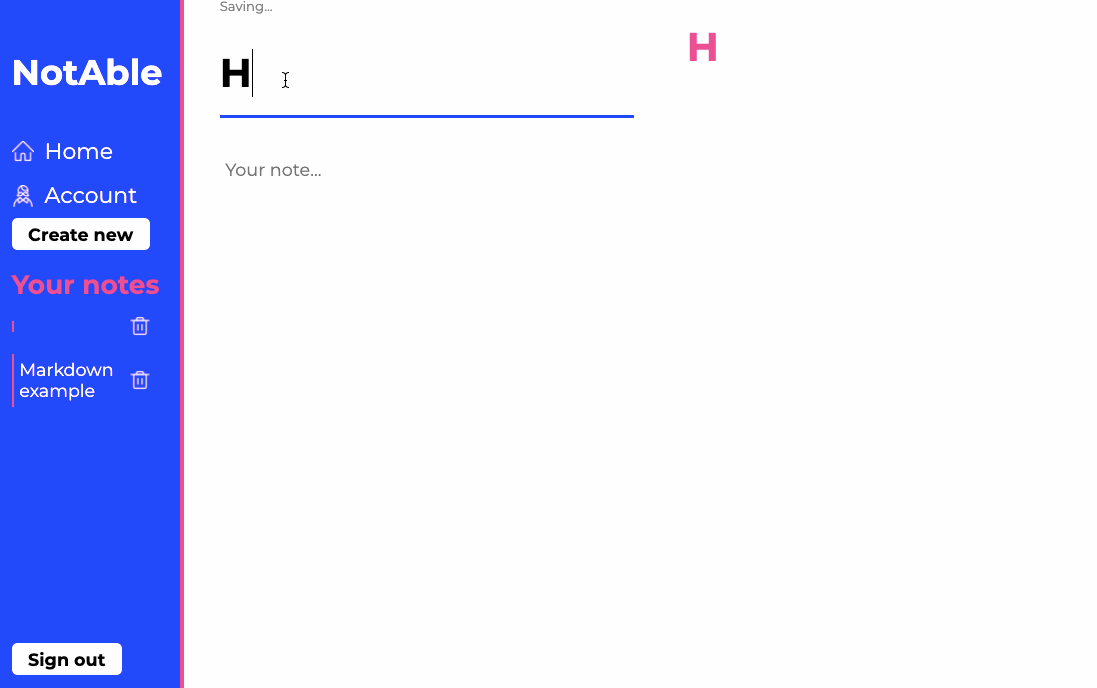 NotAble
Home
Account
Create new
Your notes
Markdown
example
Sign out
Saving...
H
Your note...
H